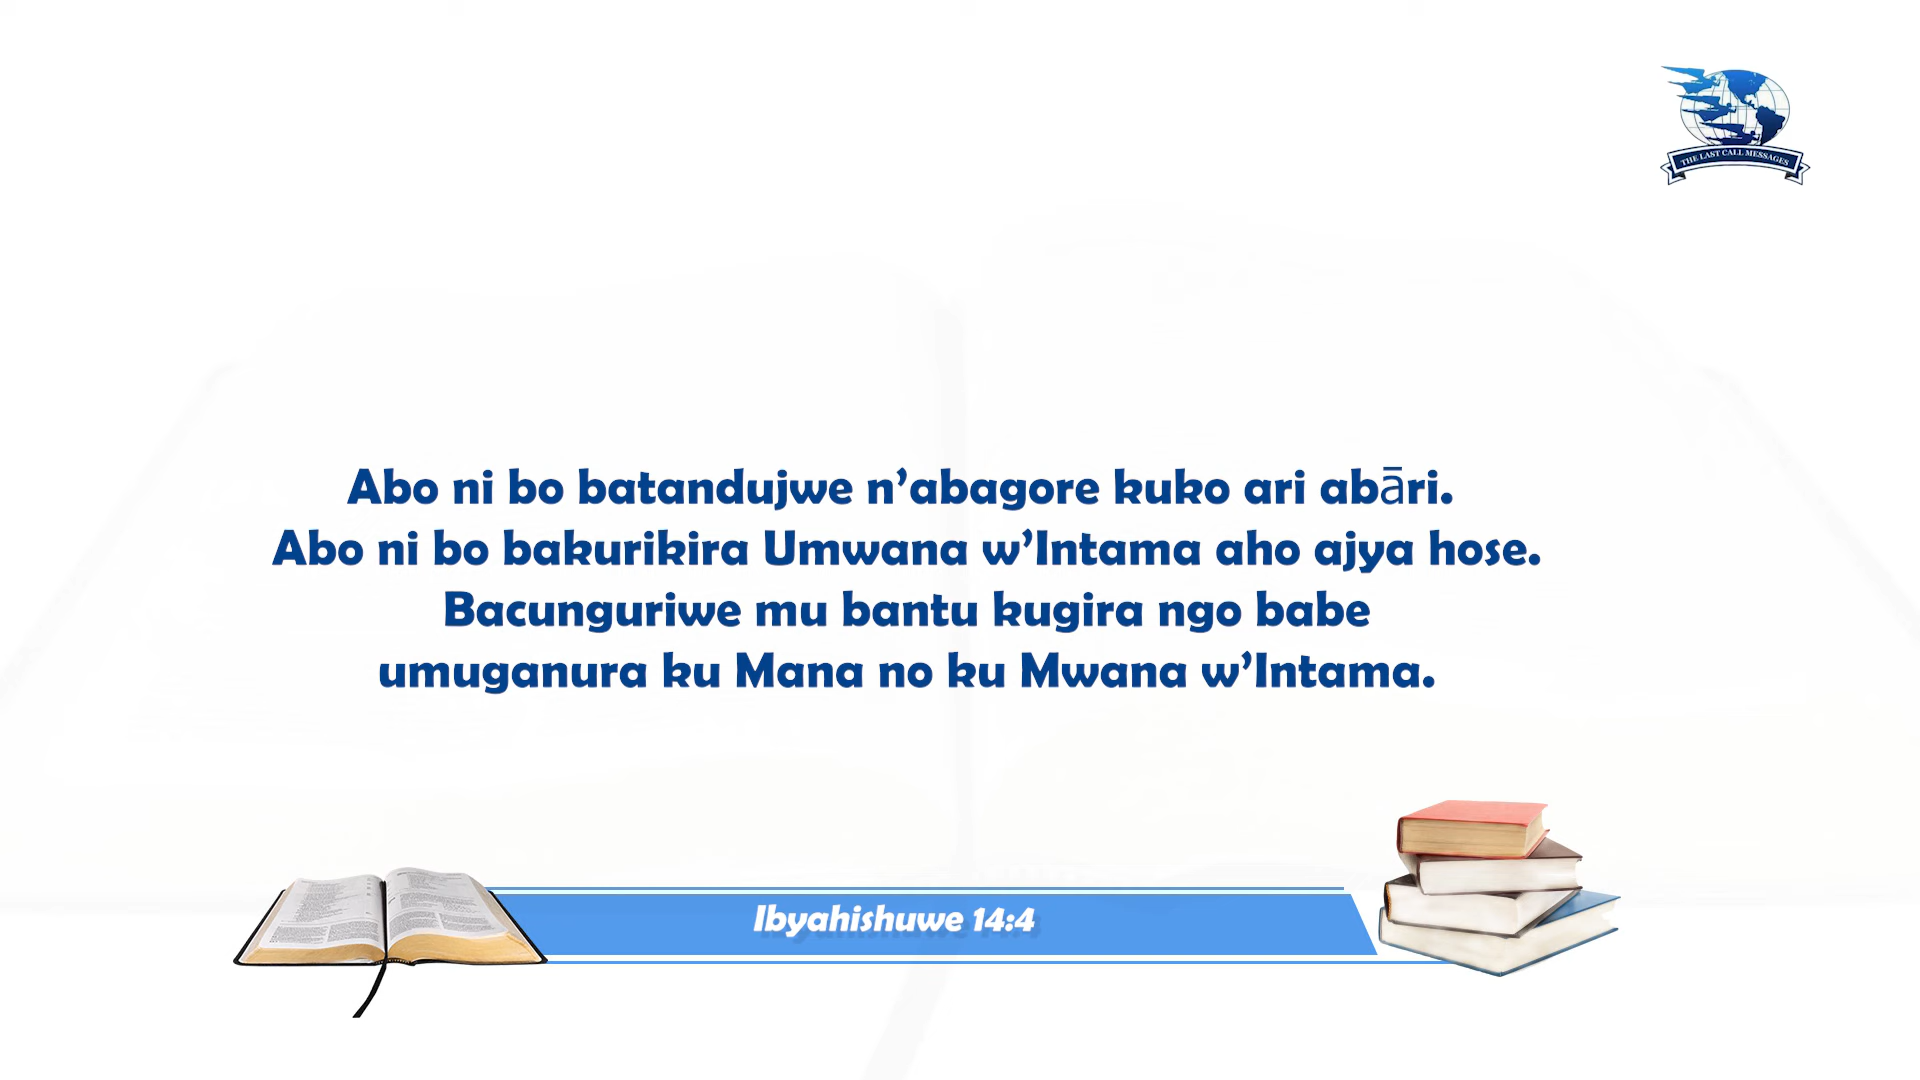 THE LAST CALL MESSAGES
Abo ni bo batandujwe n’abagore kuko ari abāri.
Abo ni bo bakurikira Umwana w’Intama aho ajya hose.
Bacunguriwe mu bantu kugira ngo babe
umuganura ku Mana no ku Mwana w’Intama.
Ibyahishuwe 14:4